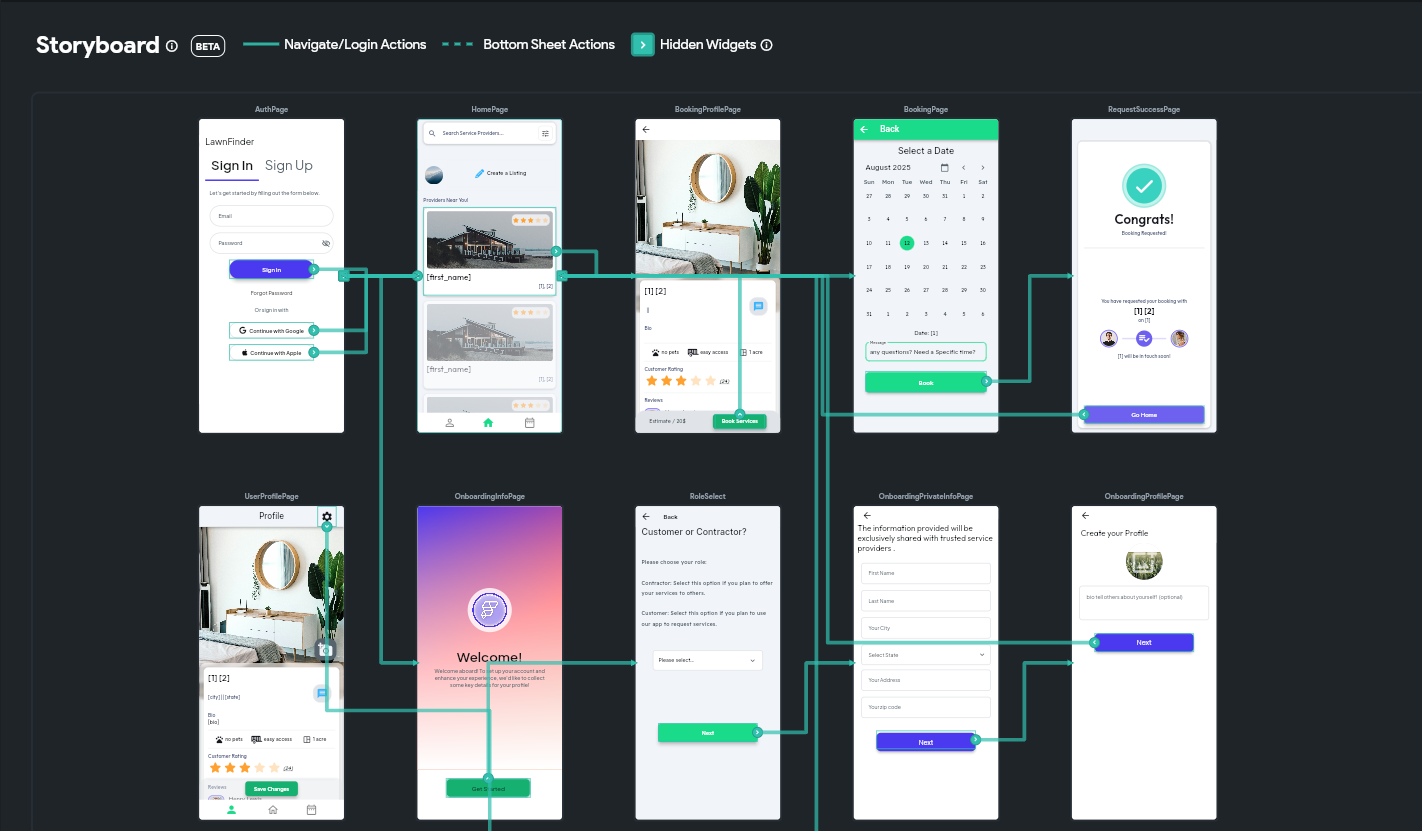 Storyboard
BETA
Navigate/Login Actions
Bottom Sheet Actions
Hidden Widgets
AuthPage
LawnFinder
Sign In
Sign Up
Let's get started by filling out the form below.
Email
Password
Sign In
Forgot Password
Or sign in with
Continue with Google
Continue with Apple
HomePage
Search Service Providers...
Create a Listing
Providers Near You!
[first_name]
[1], [2]
[first_name]
[1], [2]
BookingProfilePage
[1] [2]
Bio
no pets
easy access
1 acre
Customer Rating
(24)
Reviews
Estimate / 20$
Book Services
BookingPage
Back
Select a Date
August 2025
Sun Mon Tue Wed Thu Fri Sat
27 28 29 30 31 1 2
3 4 5 6 7 8 9
10 11 12 13 14 15 16
17 18 19 20 21 22 23
24 25 26 27 28 29 30
31 1 2 3 4 5 6
Date: [1]
Message
any questions? Need a Specific time?
Book
RequestSuccessPage
Congrats!
Booking Requested!
You have requested your booking with
[1] [2]
on [1]
[1] will be in touch soon!
Go Home
UserProfilePage
Profile
[1] [2]
[city] | [state]
Bio
[bio]
no pets
easy access
1 acre
Customer Rating
(24)
Reviews
Save Changes
OnboardingInfoPage
Welcome!
Welcome aboard! To set up your account and
enhance your experience, we'd like to collect
some key details for your profile!
Get Started
RoleSelect
Back
Customer or Contractor?
Please choose your role:
Contractor: Select this option if you plan to offer
your services to others.
Customer: Select this option if you plan to use
our app to request services.
Please select...
Next
OnboardingPrivateInfoPage
The information provided will be
exclusively shared with trusted service
providers .
First Name
Last Name
Your City
Select State
Your Address
Your zip code
Next
OnboardingProfilePage
Create your Profile
bio tell others about yourself! (optional)
Next